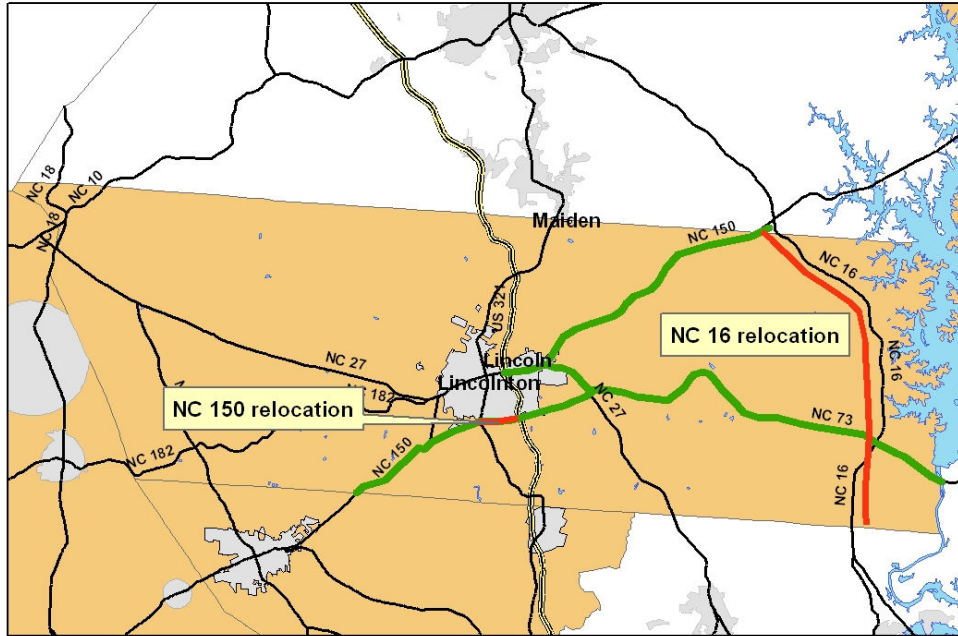 NC 18
NC 10
NC 18
Maiden
NC 150
NC 16
US 321
NC 16 relocation
NC 16
NC 27
Lincoln
NC 182
Lincolnton
NC 150 relocation
NC 27
NC 73
NC 150
NC 182
NC 16